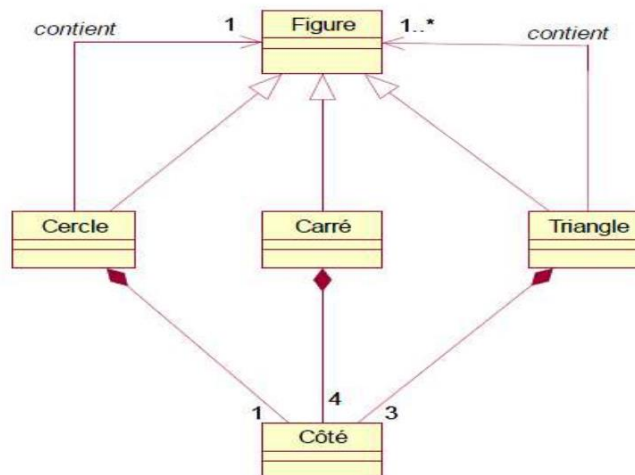 contient
1
Figure
1..*
contient
Cercle
Carré
Triangle
1
4
3
Côté